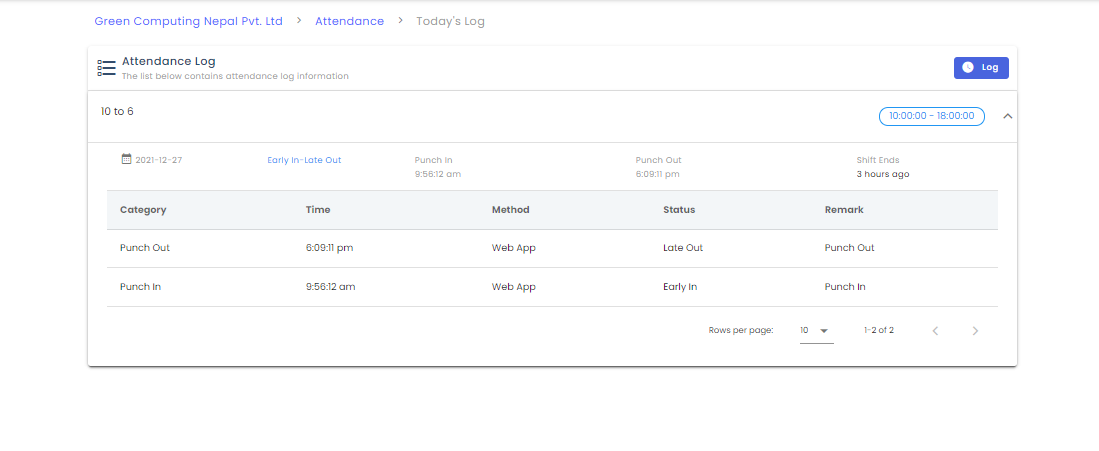 Green Computing Nepal Pvt. Ltd > Attendance > Today's Log
Attendance Log
The list below contains attendance log information
Log
10 to 6
10:00:00 - 18:00:00
2021-12-27
Early In-Late Out
Punch In
9:56:12 am
Punch Out
6:09:11 pm
Shift Ends
3 hours ago
Category Time Method Status Remark
Punch Out 6:09:11 pm Web App Late Out Punch Out
Punch In 9:56:12 am Web App Early In Punch In
Rows per page: 10 1-2 of 2